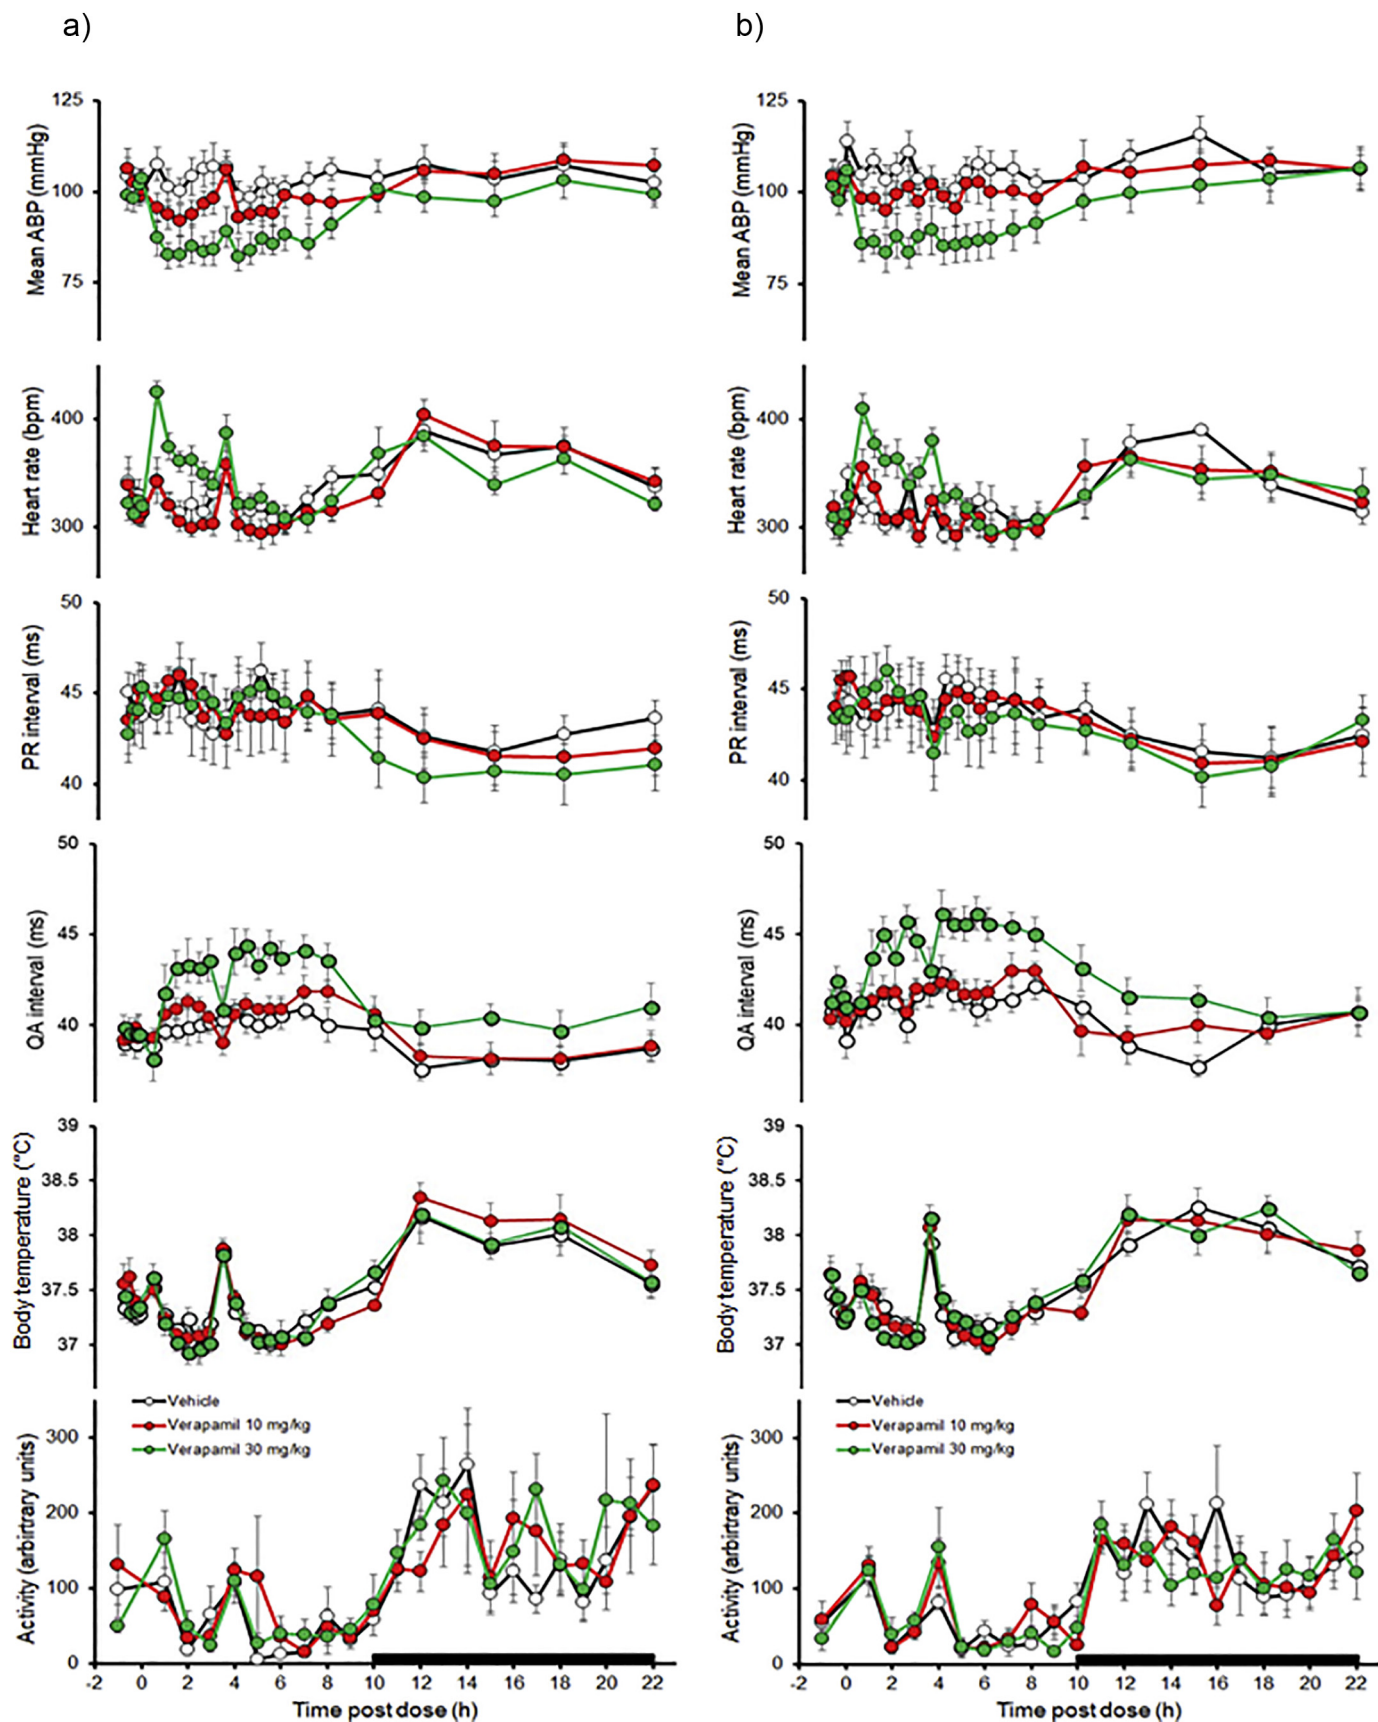 a)
125
100
75
Mean ABP (mmHg)
400
300
Heart rate (bpm)
50
45
40
PR interval (ms)
50
45
40
QA interval (ms)
39
38.5
38
37.5
37
Body temperature (°C)
Vehicle
Verapamil 10 mg/kg
Verapamil 30 mg/kg
300
200
100
0
Activity (arbirtrary units)
-2 0 2 4 6 8 10 12 14 16 18 20 22
Time post dose (h)
b)
125
100
75
Mean ABP (mmHg)
400
300
Heart rate (bpm)
50
45
40
PR interval (ms)
50
45
40
QA interval (ms)
39
38.5
38
37.5
37
Body temperature (°C)
Vehicle
Verapamil 10 mg/kg
Verapamil 30 mg/kg
300
200
100
0
Activity (arbitrary units)
-2 0 2 4 6 8 10 12 14 16 18 20 22
Time post dose (h)